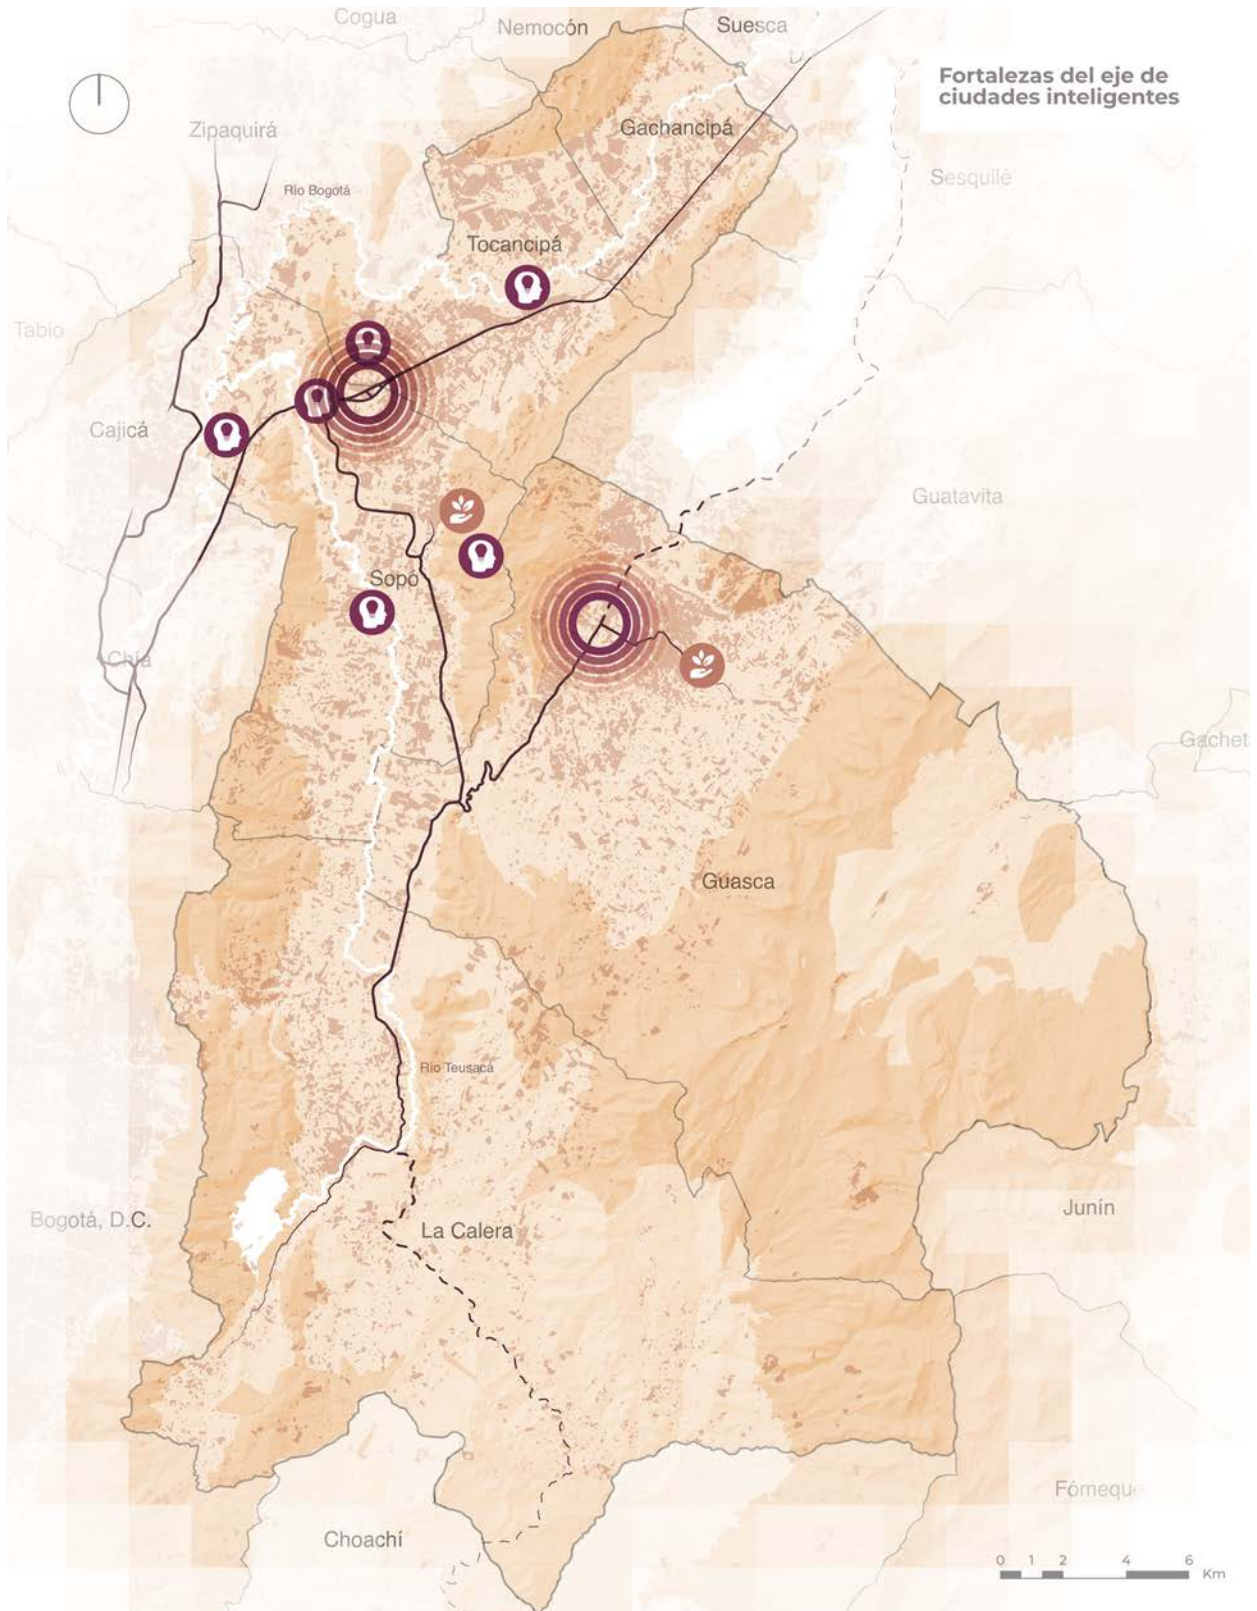 Cogua
Nemocón
Suesca
Fortalezas del eje de
ciudades inteligentes
Zipaquirá
Gachancipá
Sesquilé
Río Bogotá
Tocancipá
Tabio
Cajicá
Guatavita
Sopó
Chía
Gachet
Guasca
Río Teusacá
Bogotá, D.C.
La Calera
Junín
Fómeque
Choachí
0 1 2 4 6
Km